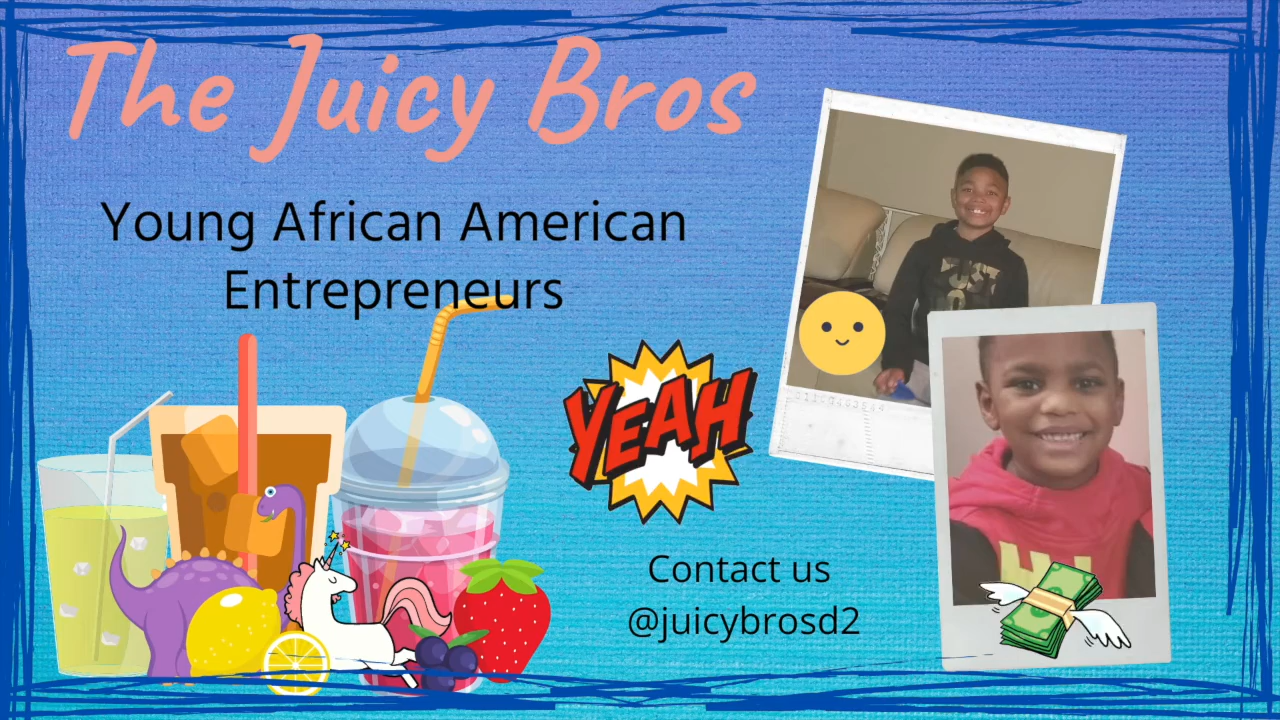 The Juicy Bros
Young African American
Entrepreneurs
YEAH
Contact us
@juicybrosd2